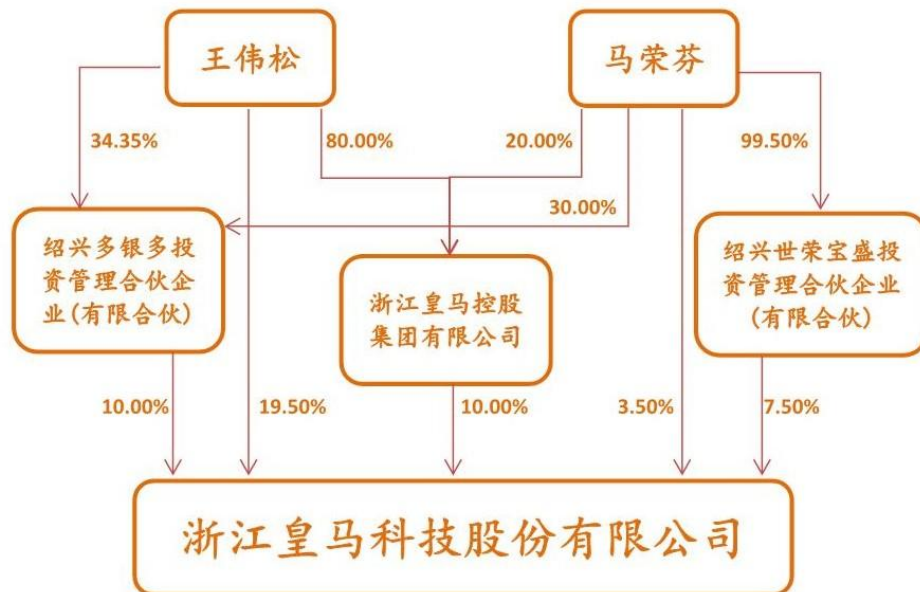 王伟松
马荣芬
34.35%
80.00%
20.00%
99.50%
30.00%
绍兴多银多投
资管理合伙企
业(有限合伙)
浙江皇马控股
集团有限公司
绍兴世荣宝盛投
资管理合伙企业
(有限合伙)
10.00%
19.50%
10.00%
3.50%
7.50%
浙江皇马科技股份有限公司